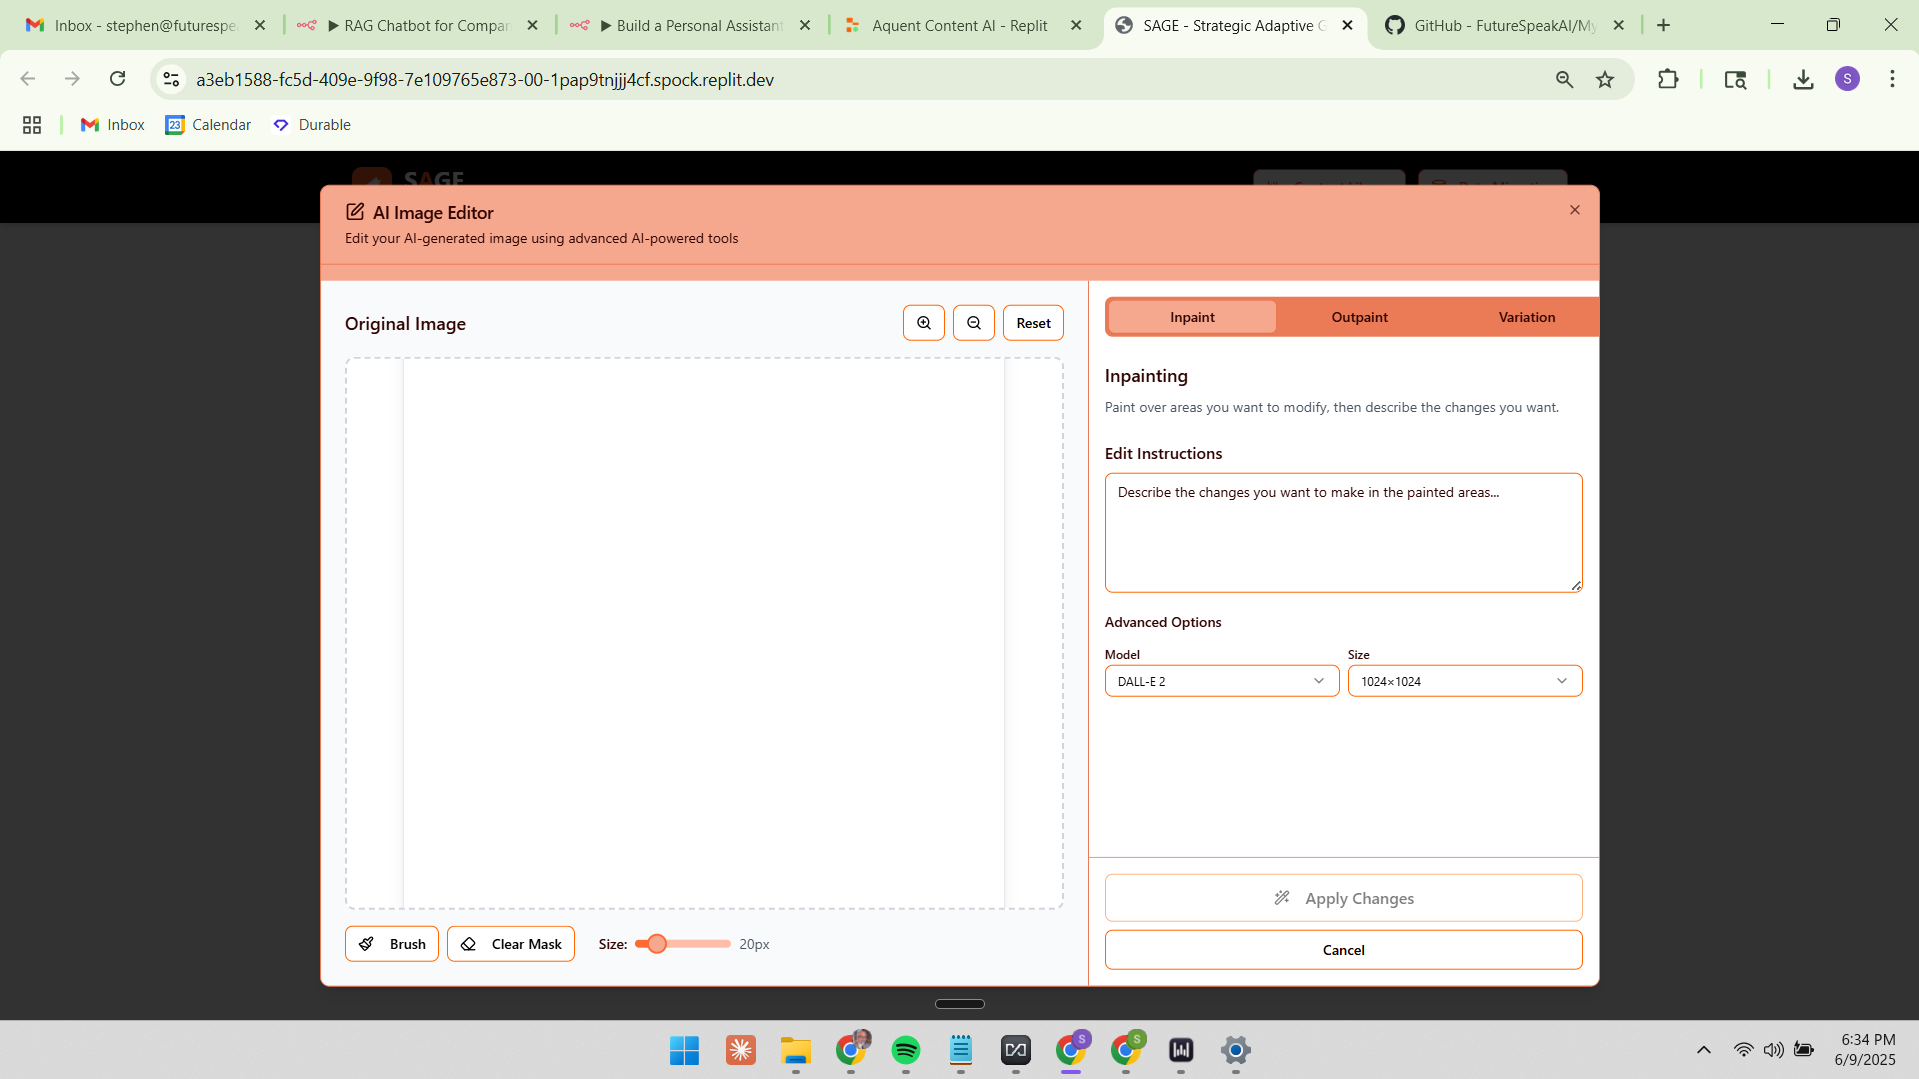 Inbox - stephen@futurespe
▶ RAG Chatbot for Compan
▶ Build a Personal Assistant
Aquent Content AI - Replit
SAGE - Strategic Adaptive G
GitHub - FutureSpeakAI/My
a3eb1588-fc5d-409e-9f98-7e109765e873-00-1pap9tnjjj4cf.spock.replit.dev
S
Inbox
23
Calendar
Durable
SAGE
AI Image Editor
Edit your AI-generated image using advanced AI-powered tools
Original Image
Reset
Inpaint
Outpaint
Variation
Inpainting
Paint over areas you want to modify, then describe the changes you want.
Edit Instructions
Describe the changes you want to make in the painted areas...
Advanced Options
Model
Size
DALL-E 2
1024×1024
Apply Changes
Cancel
Brush
Clear Mask
Size:
20px
S
S
6:34 PM
6/9/2025